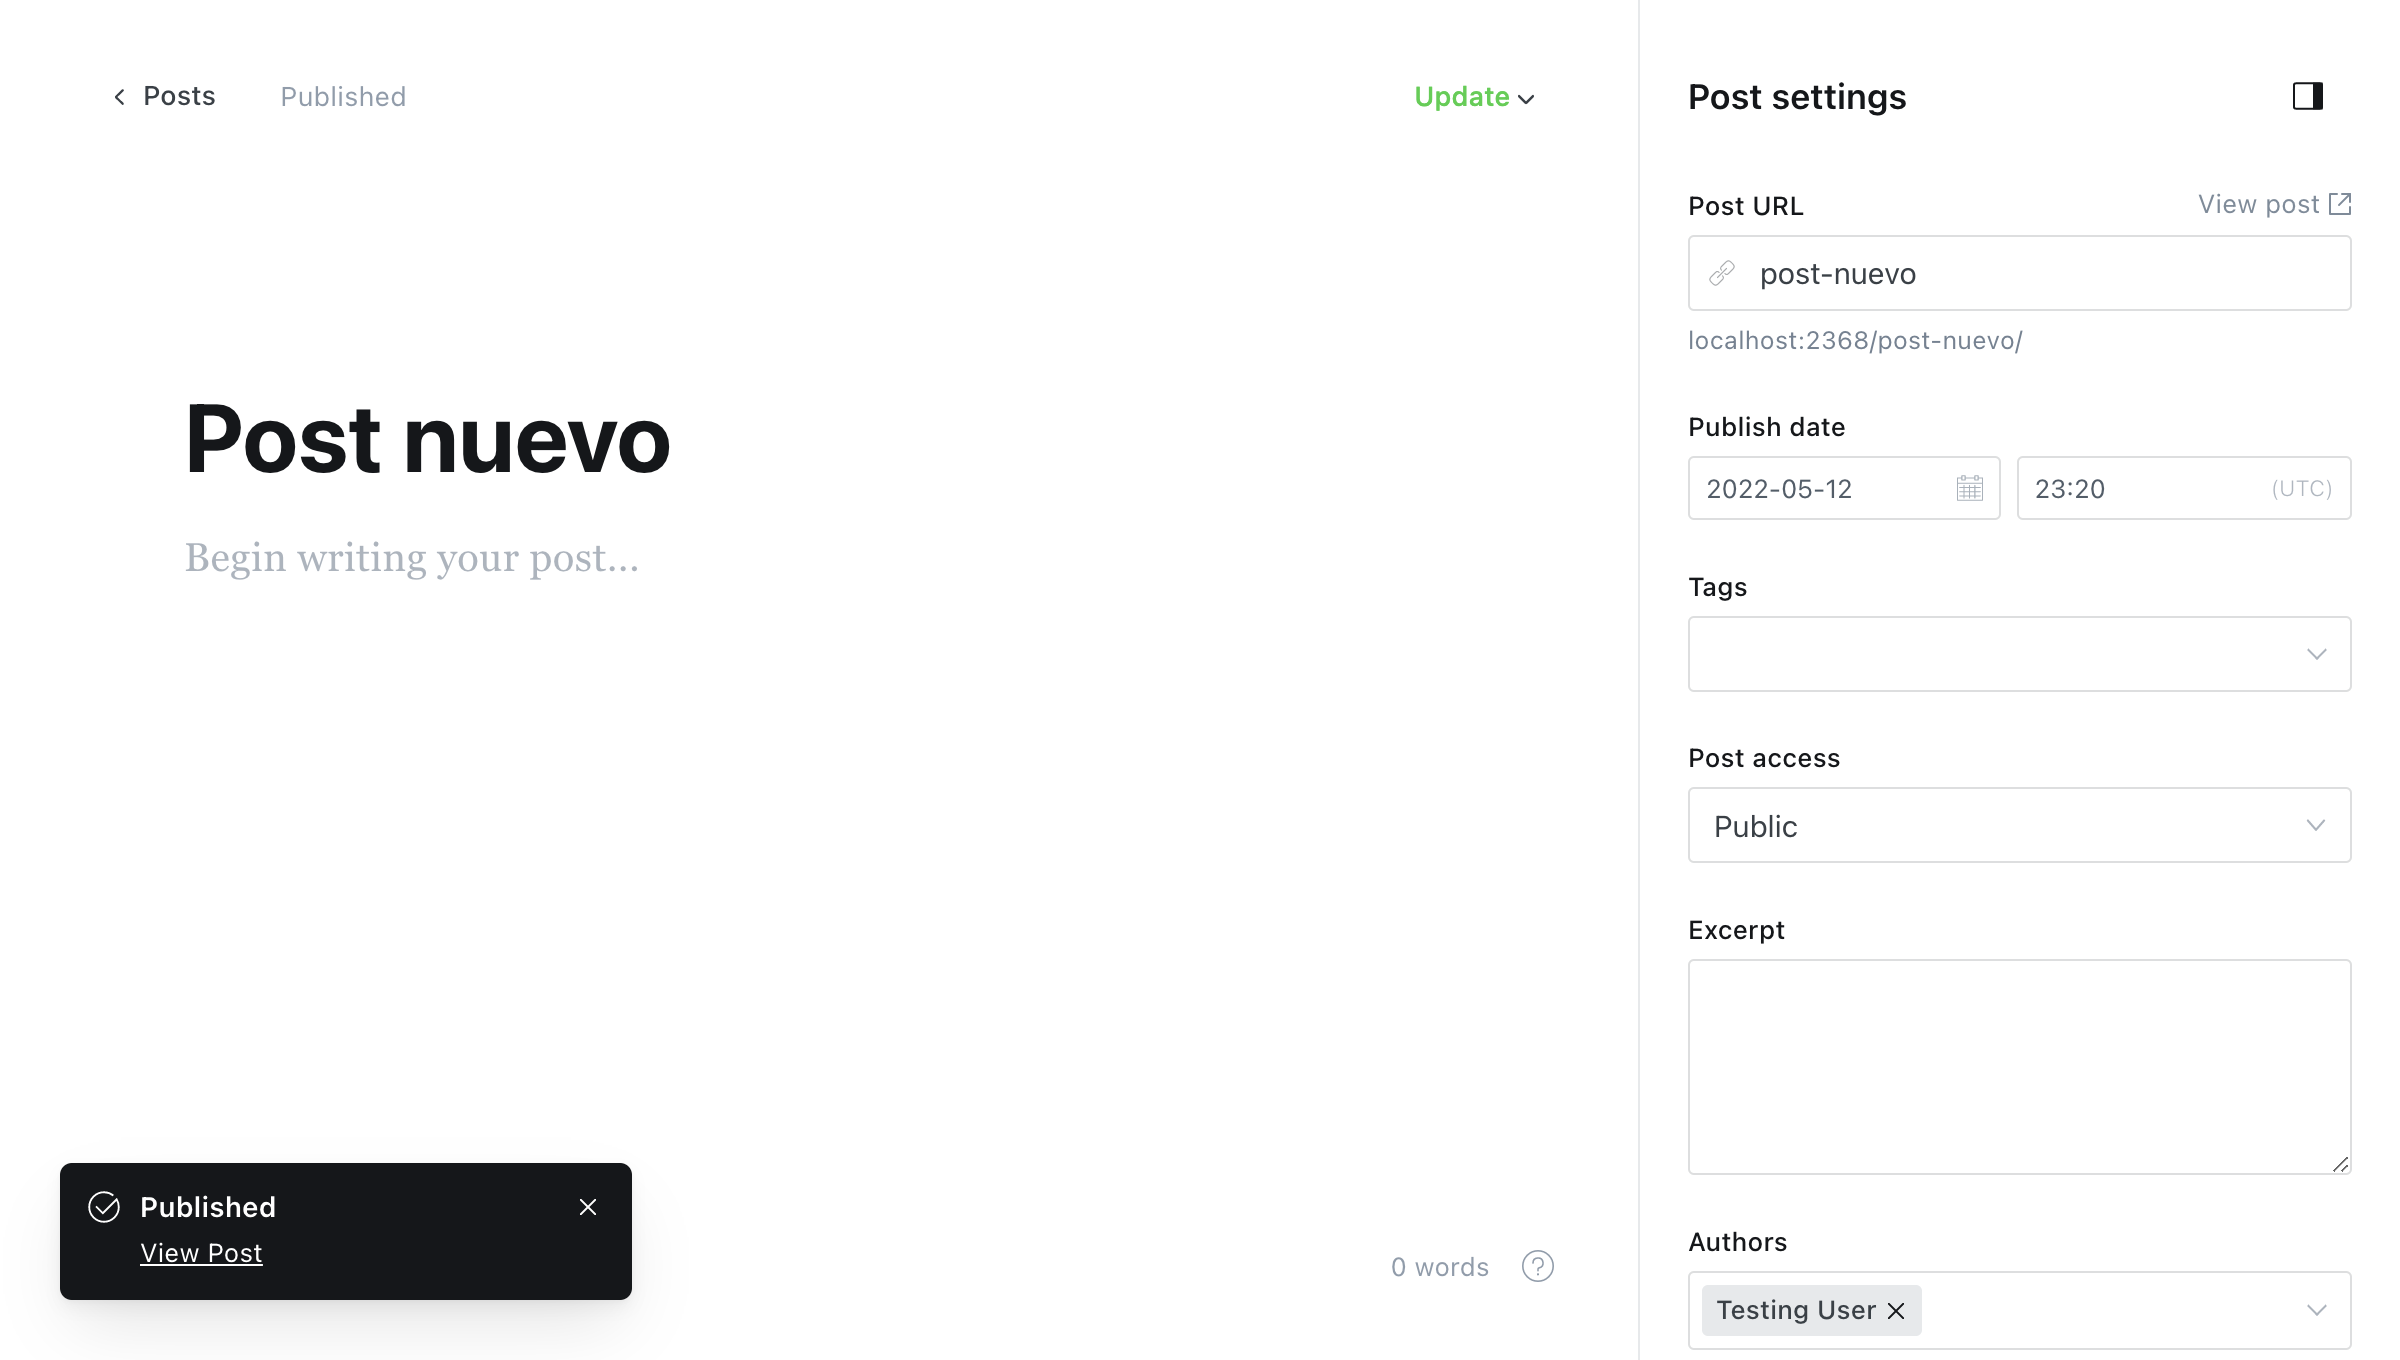 Posts
Published
Update
Post nuevo
Begin writing your post...
Published
View Post
0 words
?
Post settings
Post URL
View post
post-nuevo
localhost:2368/post-nuevo/
Publish date
2022-05-12
23:20
(UTC)
Tags
Post access
Public
Excerpt
Authors
Testing User